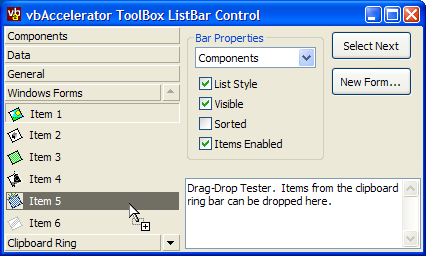 vbAccelerator ToolBox ListBar Control
Components
Data
General
Windows Forms
Item 1
Item 2
Item 3
Item 4
Item 5
Item 6
Clipboard Ring
Bar Properties
Components
List Style
Visible
Sorted
Items Enabled
Select Next
New Form...
Drag-Drop Tester. Items from the clipboard
ring bar can be dropped here.